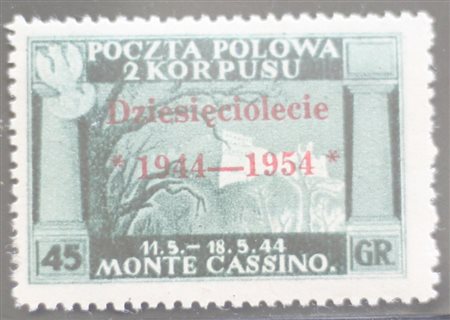 POCZTA POLOWA
2 KORPUSU
Dziesięciolecie
* 1944—1954 *
11.5.–18.5.44
45 MONTE CASSINO. GR.